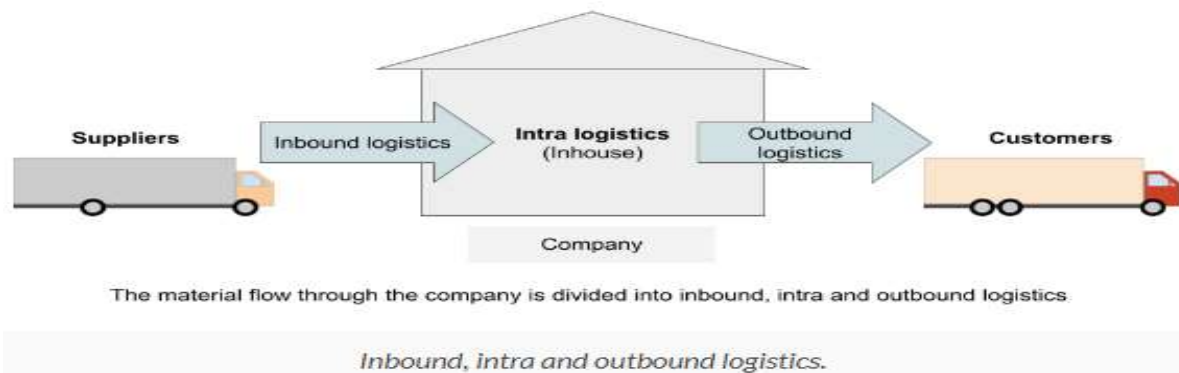 Suppliers
Inbound logistics
Intra logistics
(Inhouse)
Outbound
logistics
Customers
Company
The material flow through the company is divided into inbound, intra and outbound logistics
Inbound, intra and outbound logistics.